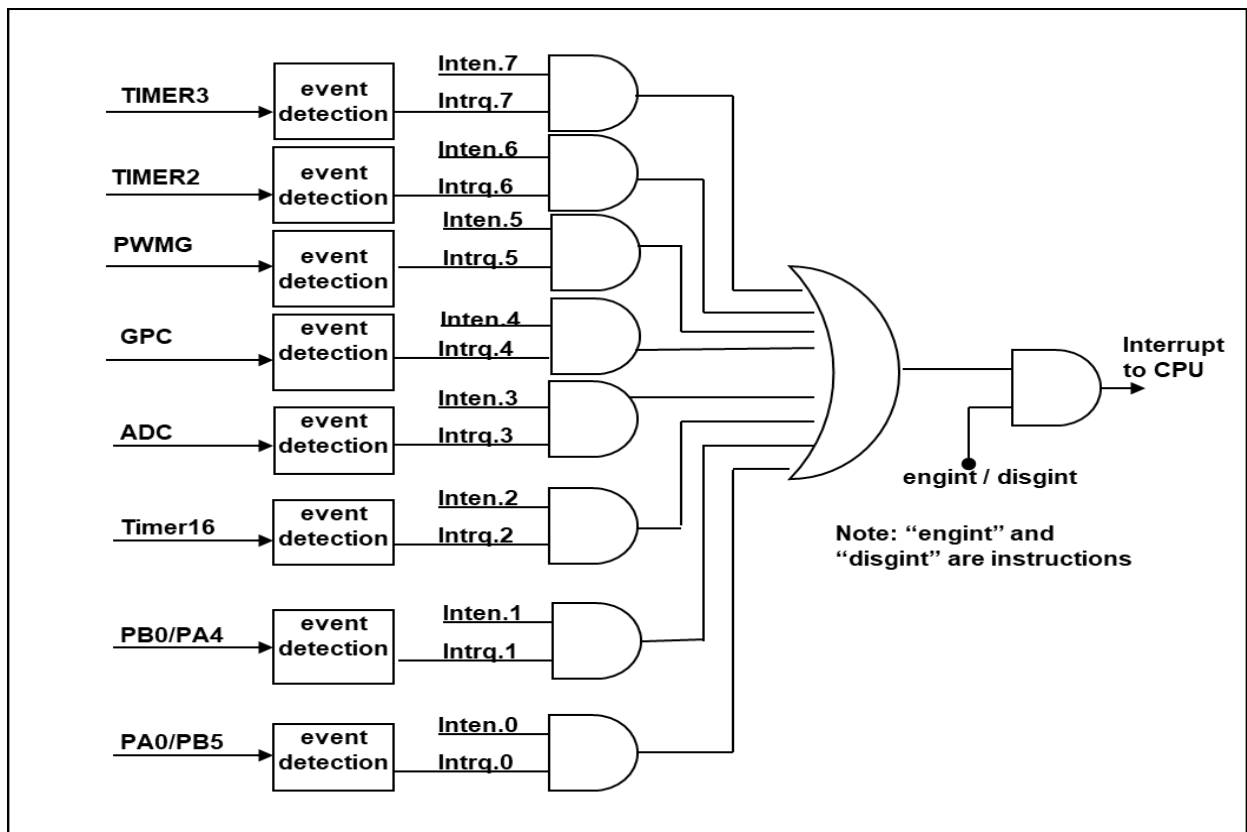 TIMER3
event
detection
Inten.7
Intrq.7
TIMER2
event
detection
Inten.6
Intrq.6
PWMG
event
detection
Inten.5
Intrq.5
GPC
event
detection
Inten.4
Intrq.4
ADC
event
detection
Inten.3
Intrq.3
Timer16
event
detection
Inten.2
Intrq.2
PB0/PA4
event
detection
Inten.1
Intrq.1
PA0/PB5
event
detection
Inten.0
Intrq.0
Interrupt
to CPU
engint / disgint
Note: “engint” and
“disgint” are instructions